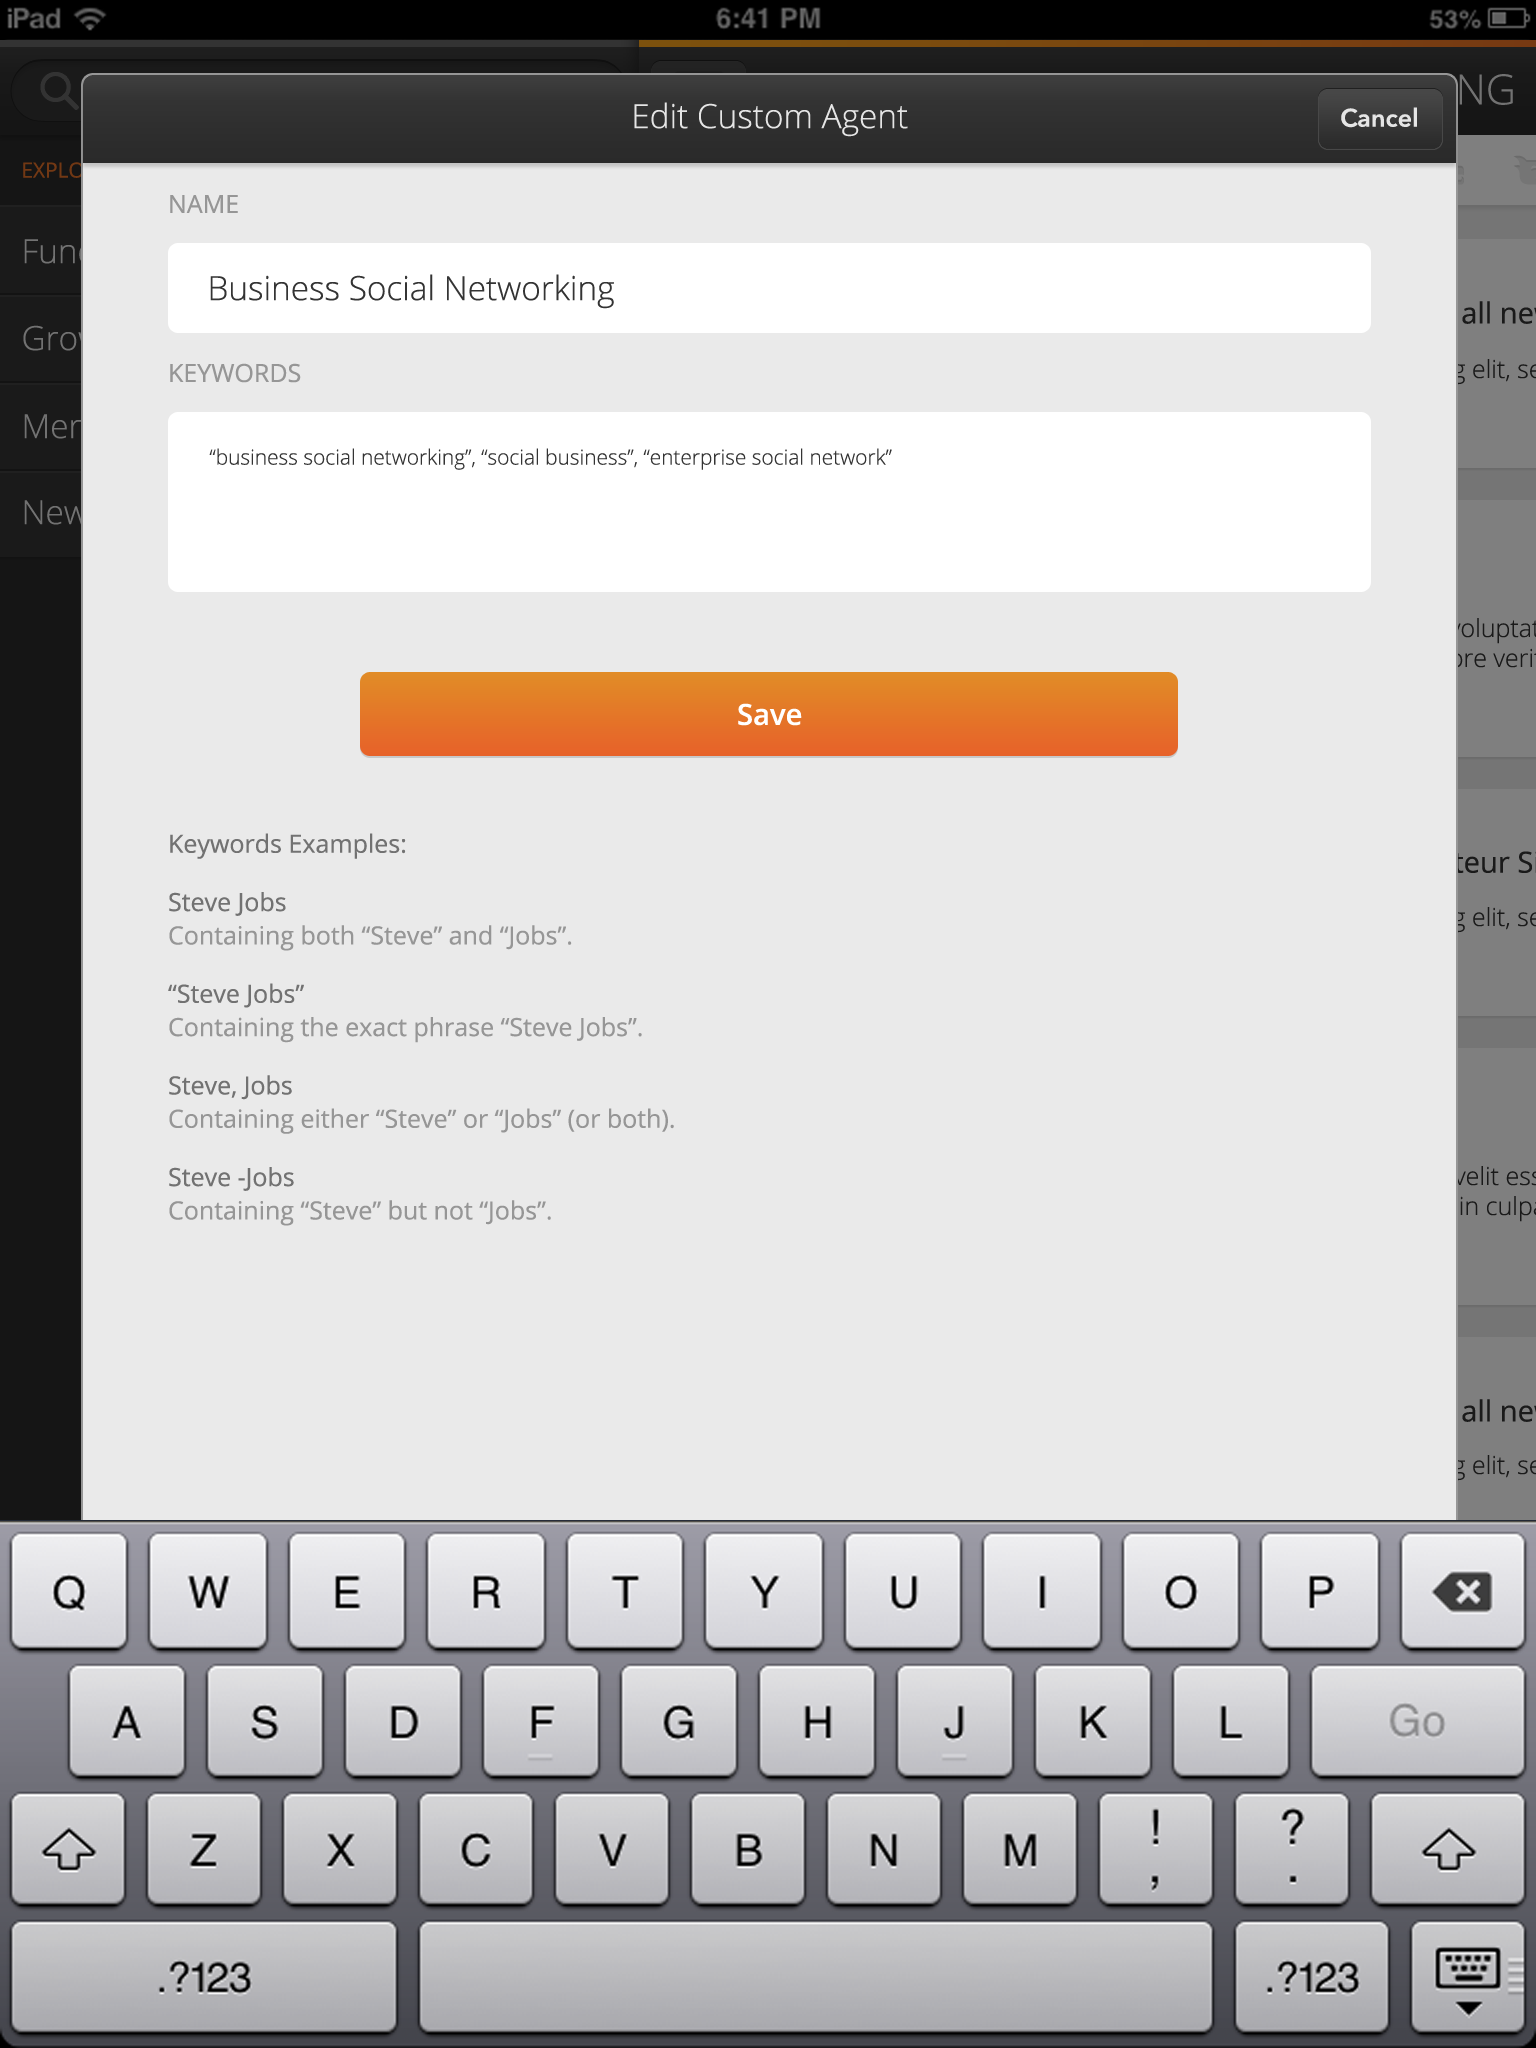 iPad
6:41 PM
53%
NG
Edit Custom Agent
Cancel
EXPLO
NAME
Fun
Business Social Networking
all ne
Grov
KEYWORDS
g elit, se
Mer
“business social networking”, “social business”, “enterprise social network”
New
voluptat
ore veri
Save
Keywords Examples:
teur Si
Steve Jobs
Containing both “Steve” and “Jobs”.
g elit, se
“Steve Jobs”
Containing the exact phrase “Steve Jobs”.
Steve, Jobs
Containing either “Steve” or “Jobs” (or both).
Steve -Jobs
velit ess
Containing “Steve” but not “Jobs”.
in culpa
all ne
g elit, se
Q W E R T Y U I O P
A S D F G H J K L Go
Z X C V B N M ! , ? .
.?123 .?123